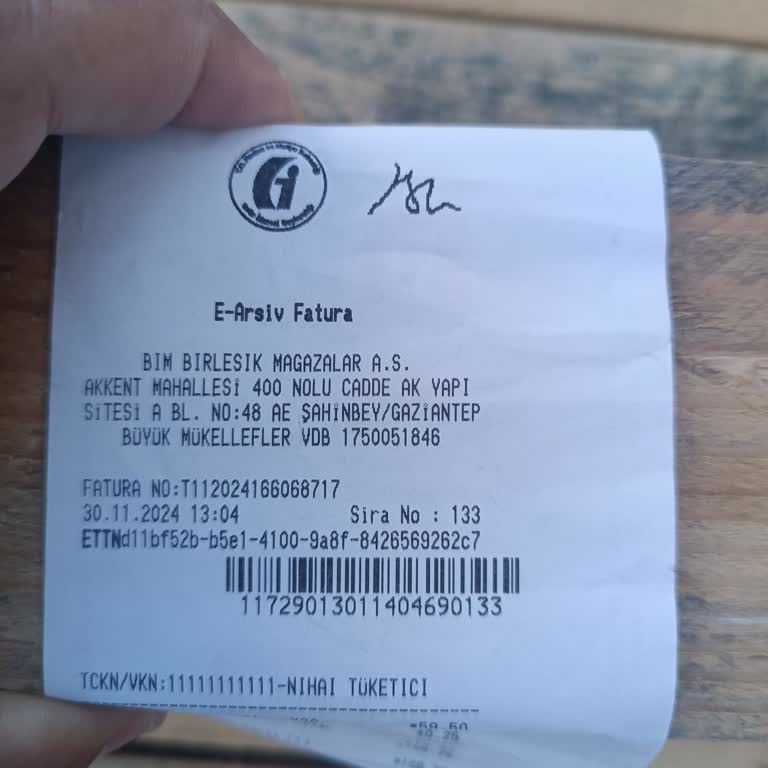 E-Arsiv Fatura
BIM BIRLESIK MAGAZALAR A.S.
AKKENT MAHALLESİ 400 NOLU CADDE AK YAPI
SİTESİ A BL. NO:48 AE ŞAHİNBEY/GAZİANTEP
BÜYÜK MÜKELLEFLER VDB 1750051846
FATURA NO:T112024166068717
30.11.2024 13:04 Sira No : 133
ETTNd11bf52b-b5e1-4100-9a8f-8426569262c7
11729013011404690133
TCKN/VKN:11111111111-NIHAI TÜKETICI